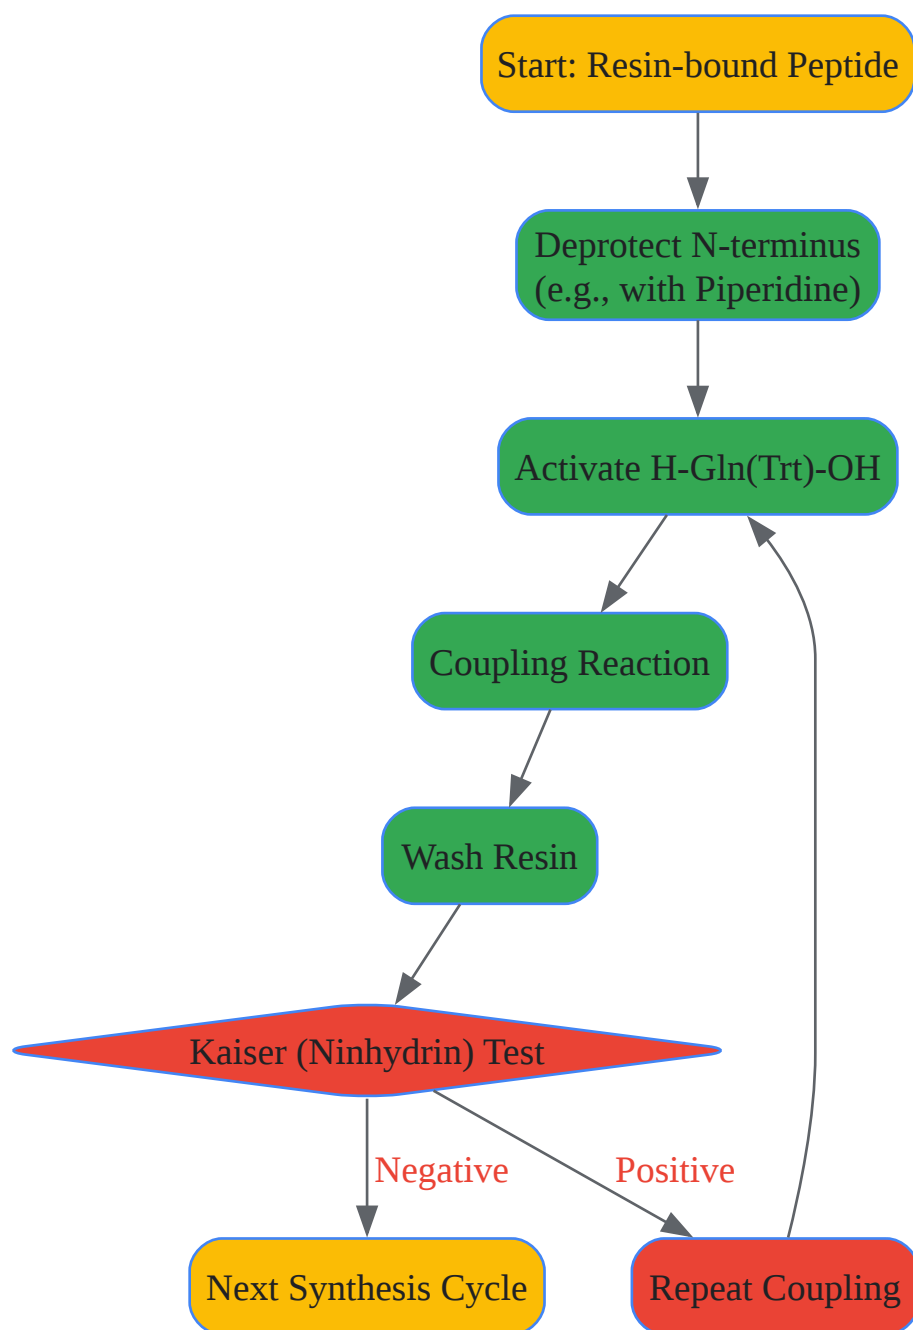 Start: Resin-bound Peptide
Deprotect N-terminus
(e.g., with Piperidine)
Activate H-Gln(Trt)-OH
Coupling Reaction
Wash Resin
Kaiser (Ninhydrin) Test
Negative
Positive
Next Synthesis Cycle
Repeat Coupling